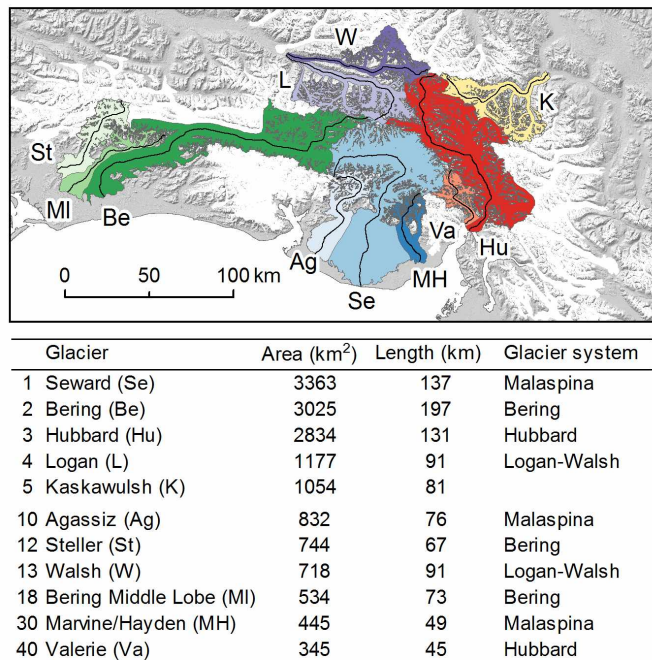 W
L
K
St
Ml
Be
Ag
Se
MH
Va
Hu
0 50 100 km
Glacier Area (km²) Length (km) Glacier system
1 Seward (Se) 3363 137 Malaspina
2 Bering (Be) 3025 197 Bering
3 Hubbard (Hu) 2834 131 Hubbard
4 Logan (L) 1177 91 Logan-Walsh
5 Kaskawulsh (K) 1054 81
10 Agassiz (Ag) 832 76 Malaspina
12 Steller (St) 744 67 Bering
13 Walsh (W) 718 91 Logan-Walsh
18 Bering Middle Lobe (Ml) 534 73 Bering
30 Marvine/Hayden (MH) 445 49 Malaspina
40 Valerie (Va) 345 45 Hubbard